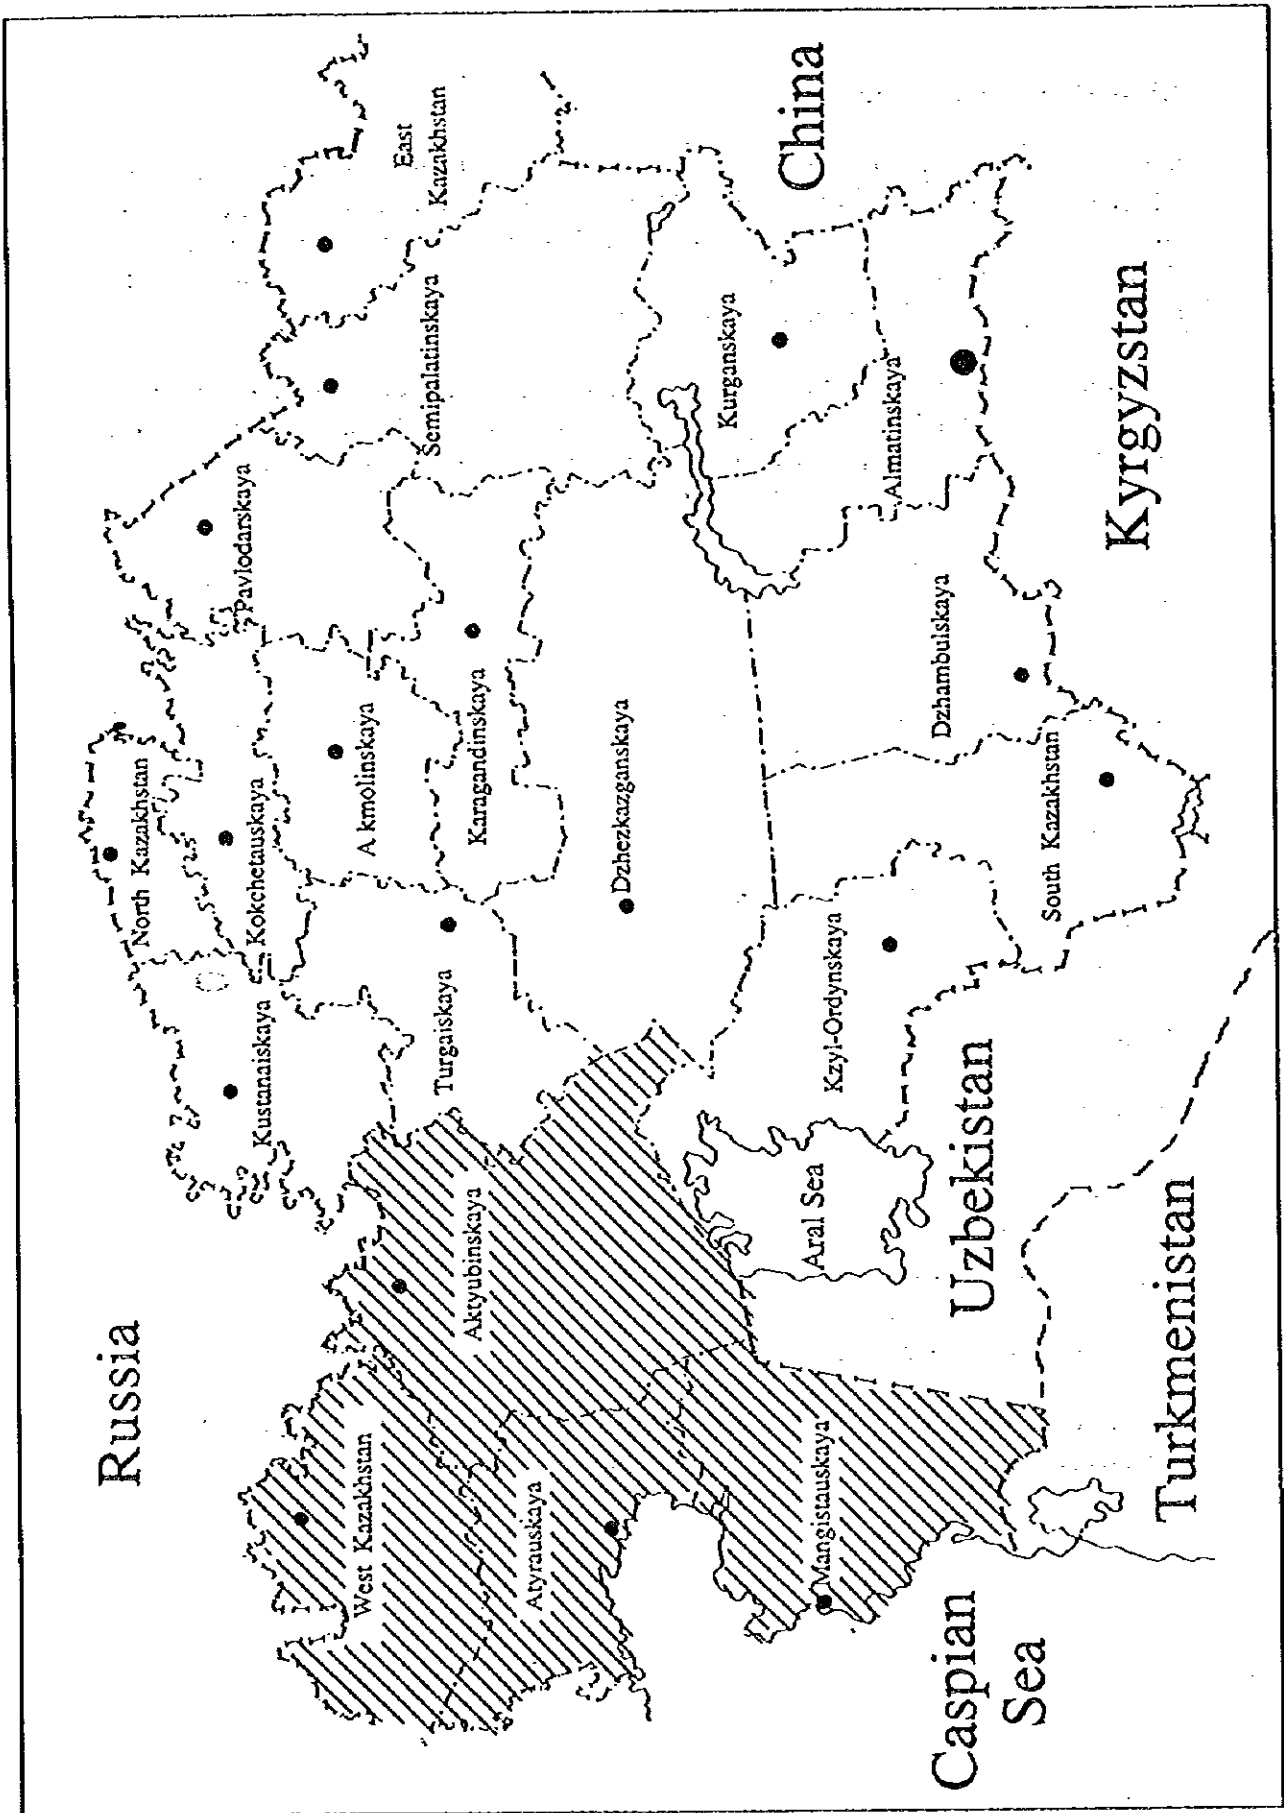 Russia
North Kazakhstan
Kustanaiskaya
Kokchetauskaya
Pavlodarskaya
West Kazakhstan
Aktyubinskaya
Turgaiskaya
A kmolinskaya
Karagandinskaya
Semipalatinskaya
East
Kazakhstan
Atyrauskaya
Dzhezkazganskaya
Kurganskaya
China
Mangistauskaya
Aral Sea
Kzyl-Ordynskaya
Almatinskaya
Dzhambulskaya
Caspian
Sea
Uzbekistan
South Kazakhstan
Kyrgyzstan
Turkmenistan